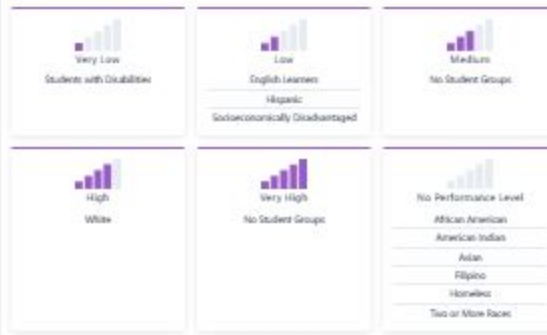 Very Low
Students with Disabilities
Low
English Learners
Hispanic
Socioeconomically Disadvantaged
Medium
No Student Groups
High
White
Very High
No Student Groups
No Performance Level
African American
American Indian
Asian
Filipino
Homeless
Two or More Races